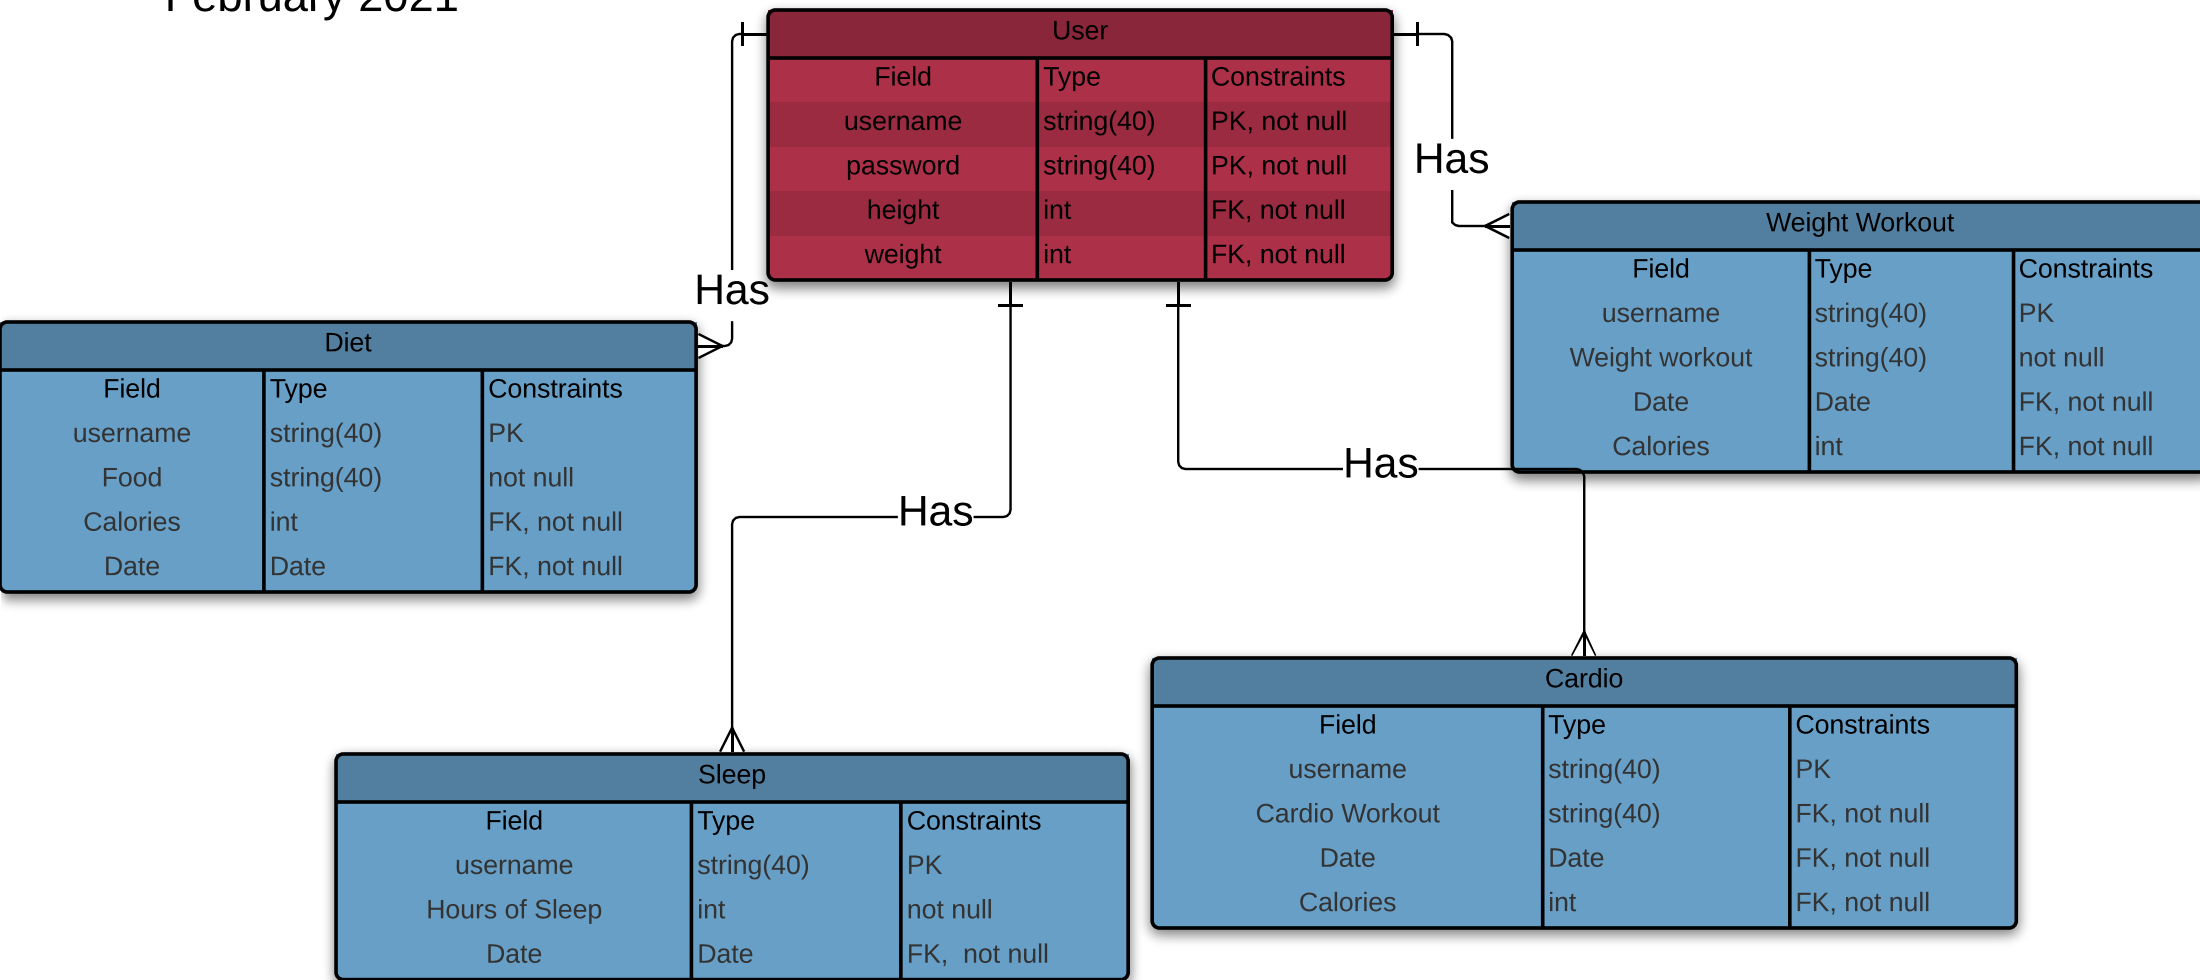 February 2021
User
Field Type Constraints
username string(40) PK, not null
password string(40) PK, not null
height int FK, not null
weight int FK, not null
Has
Has
Weight Workout
Field Type Constraints
username string(40) PK
Weight workout string(40) not null
Date Date FK, not null
Calories int FK, not null
Diet
Field Type Constraints
username string(40) PK
Food string(40) not null
Calories int FK, not null
Date Date FK, not null
Has
Has
Cardio
Field Type Constraints
username string(40) PK
Cardio Workout string(40) FK, not null
Date Date FK, not null
Calories int FK, not null
Sleep
Field Type Constraints
username string(40) PK
Hours of Sleep int not null
Date Date FK,  not null